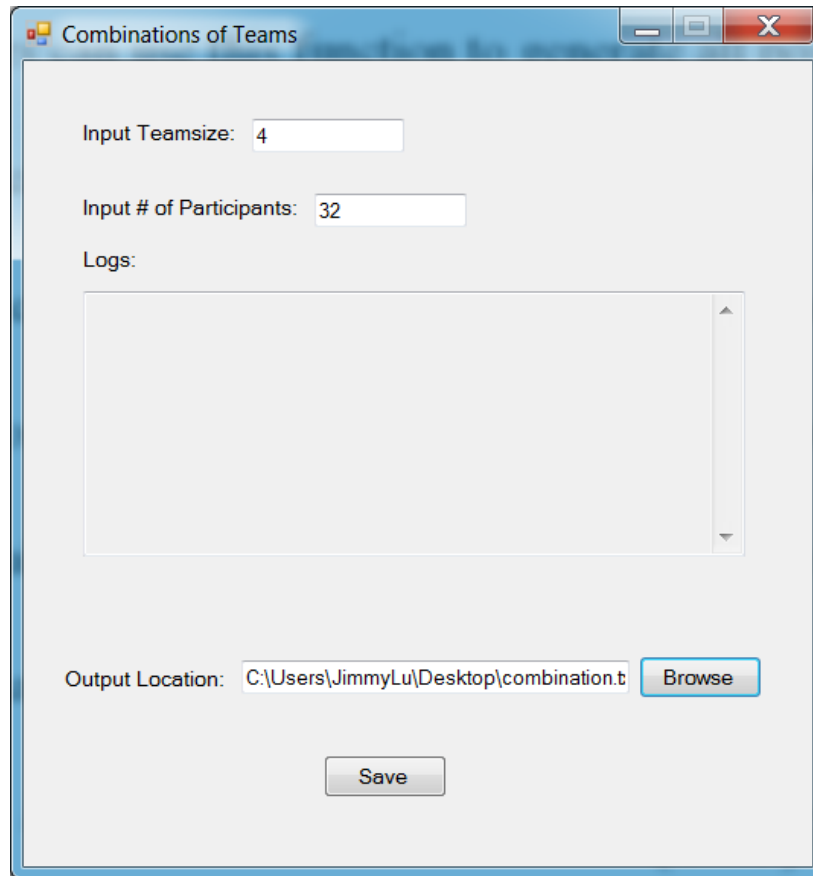 Combinations of Teams
Input Teamsize: 4
Input # of Participants: 32
Logs:
Output Location: C:\Users\JimmyLu\Desktop\combination.t Browse
Save